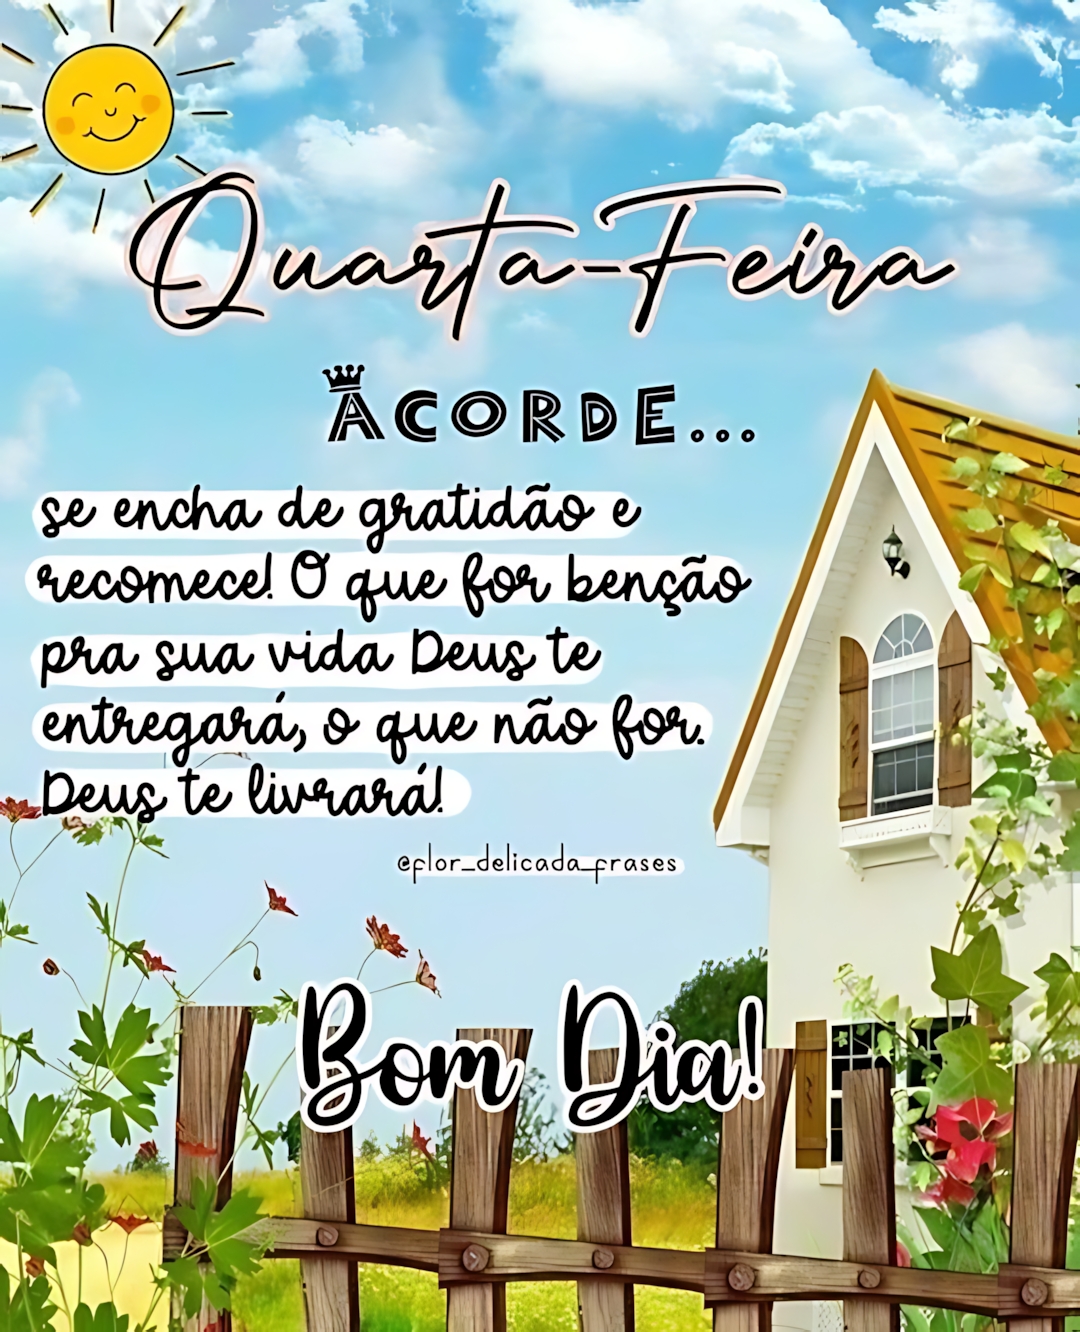 Quarta-Feira
ACORDE...
se encha de gratidão e
recomece! O que for benção
pra sua vida Deus te
entregará, o que não for.
Deus te livrará!
@flor_delicada_frases
Bom Dia!